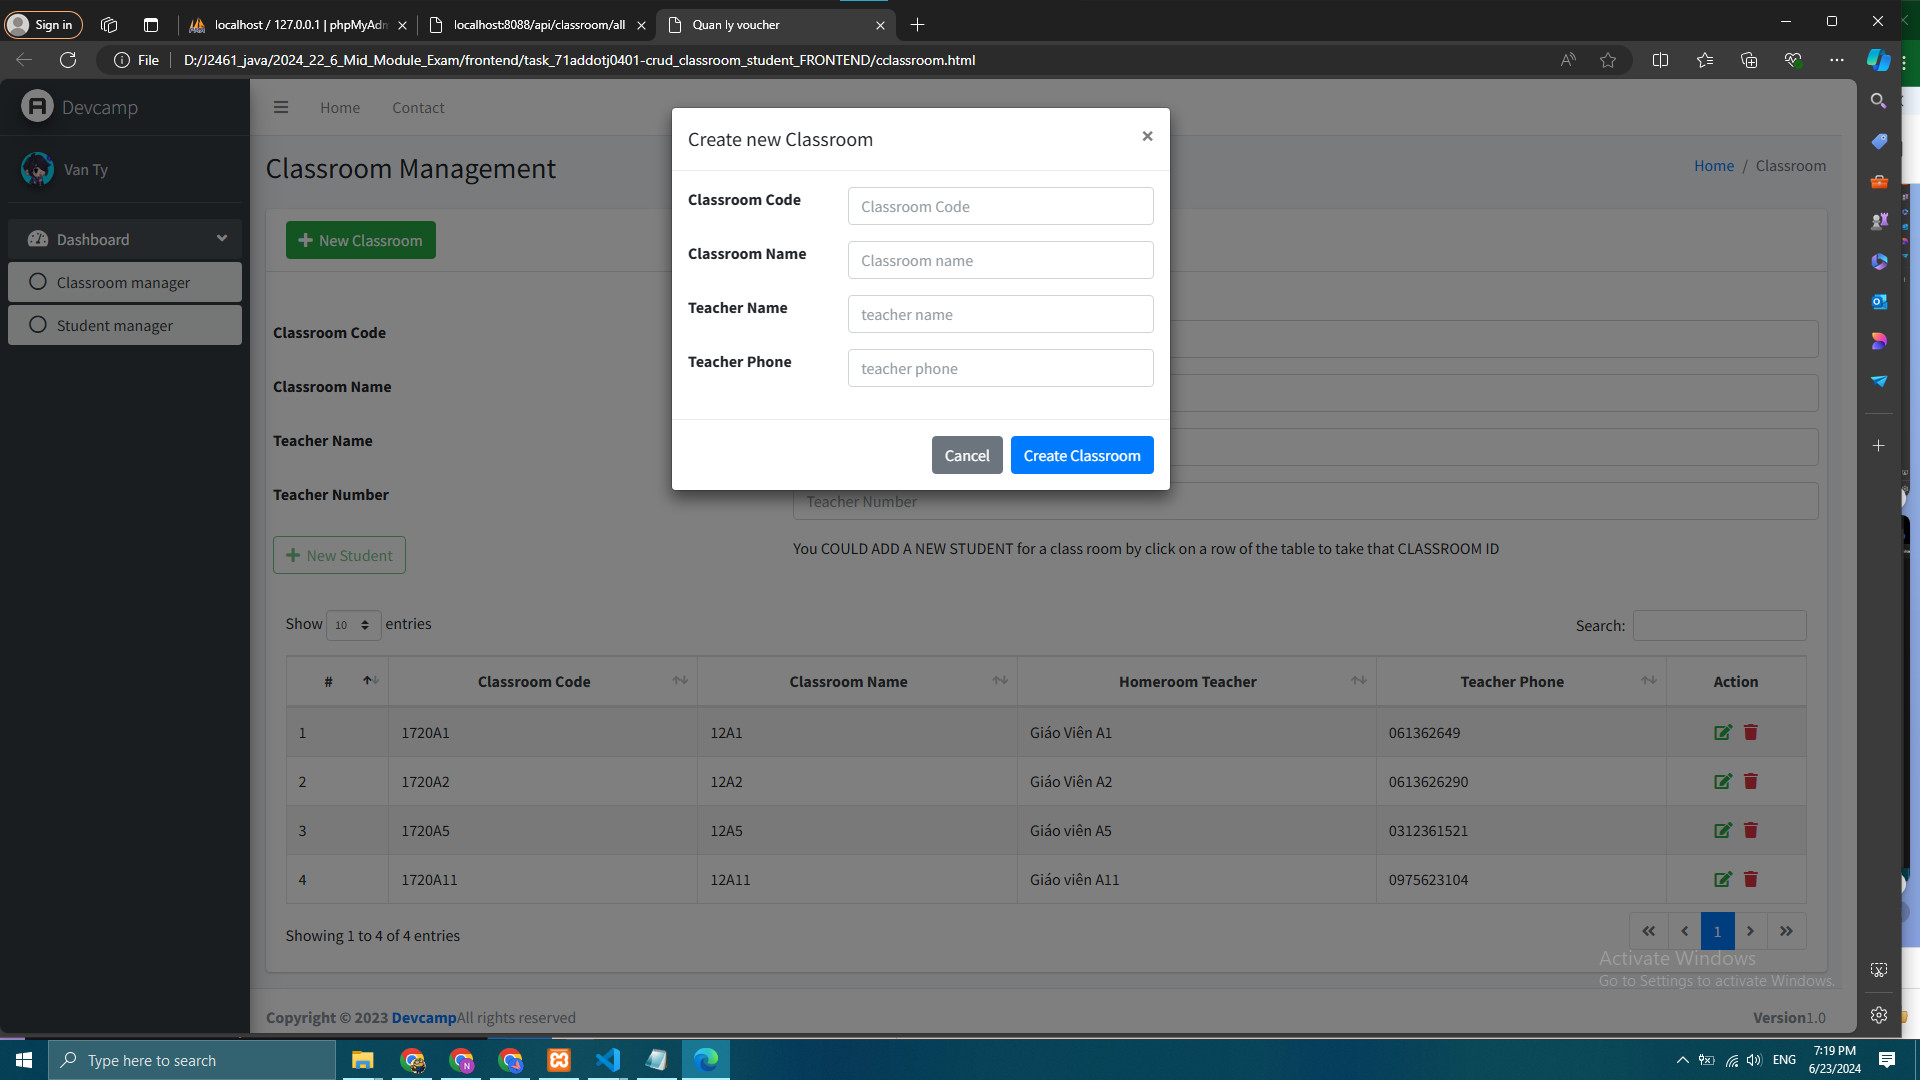 Sign in
localhost / 127.0.0.1 | phpMyAdn
localhost:8088/api/classroom/all
Quan ly voucher
File
D:/J2461_java/2024_22_6_Mid_Module_Exam/frontend/task_71addotj0401-crud_classroom_student_FRONTEND/cclassroom.html
Devcamp
Home
Contact
Van Ty
Classroom Management
Home / Classroom
Dashboard
Classroom manager
Student manager
New Classroom
Create new Classroom
×
Classroom Code
Classroom Code
Classroom Name
Classroom name
Teacher Name
teacher name
Teacher Phone
teacher phone
Cancel
Create Classroom
Classroom Code
Classroom Name
Teacher Name
Teacher Number
Teacher Number
New Student
You COULD ADD A NEW STUDENT for a class room by click on a row of the table to take that CLASSROOM ID
Show 10 entries
Search:
# Classroom Code Classroom Name Homeroom Teacher Teacher Phone Action
1 1720A1 12A1 Giáo Viên A1 061362649
2 1720A2 12A2 Giáo Viên A2 0613626290
3 1720A5 12A5 Giáo viên A5 0312361521
4 1720A11 12A11 Giáo viên A11 0975623104
Showing 1 to 4 of 4 entries
« ‹ 1 › »
Activate Windows
Go to Settings to activate Windows.
Copyright © 2023 DevcampAll rights reserved
Version1.0
Type here to search
ENG
7:19 PM
6/23/2024